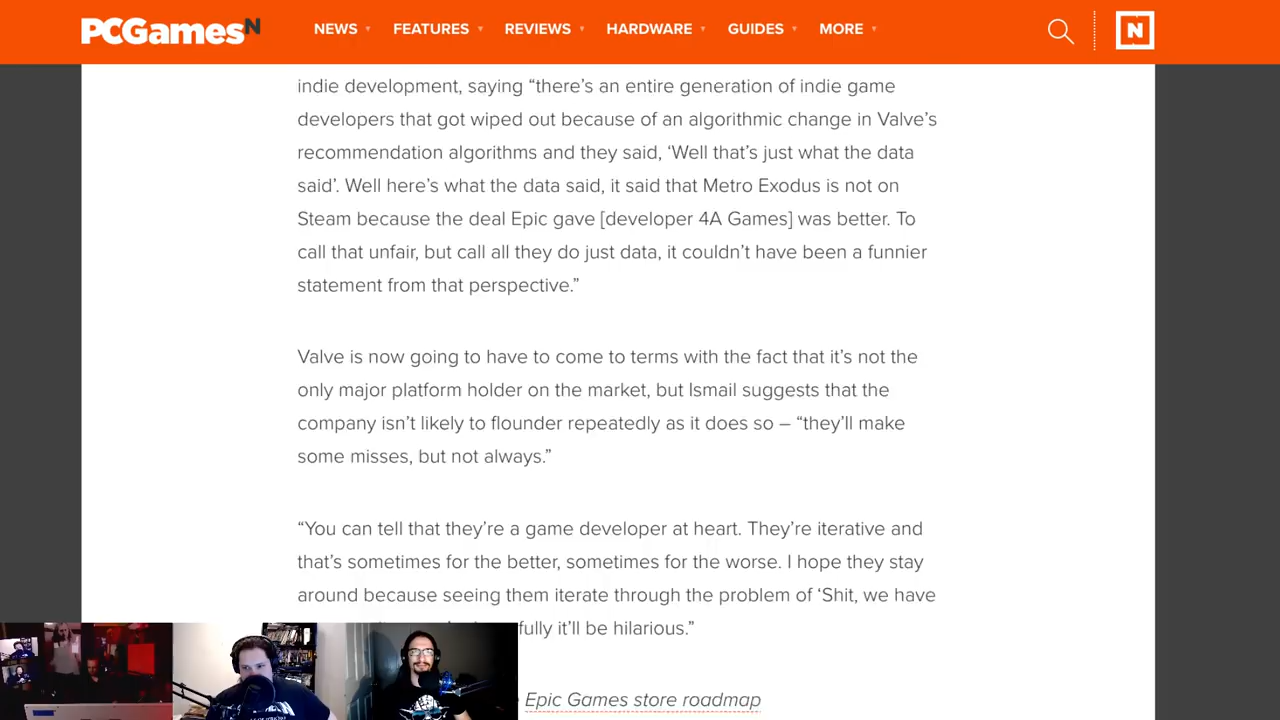 PCGamesN
NEWS
FEATURES
REVIEWS
HARDWARE
GUIDES
MORE
N
indie development, saying “there’s an entire generation of indie game
developers that got wiped out because of an algorithmic change in Valve’s
recommendation algorithms and they said, ‘Well that’s just what the data
said’. Well here’s what the data said, it said that Metro Exodus is not on
Steam because the deal Epic gave [developer 4A Games] was better. To
call that unfair, but call all they do just data, it couldn’t have been a funnier
statement from that perspective.”
Valve is now going to have to come to terms with the fact that it’s not the
only major platform holder on the market, but Ismail suggests that the
company isn’t likely to flounder repeatedly as it does so – “they’ll make
some misses, but not always.”
“You can tell that they’re a game developer at heart. They’re iterative and
that’s sometimes for the better, sometimes for the worse. I hope they stay
around because seeing them iterate through the problem of ‘Shit, we have
fully it’ll be hilarious.”
Epic Games store roadmap